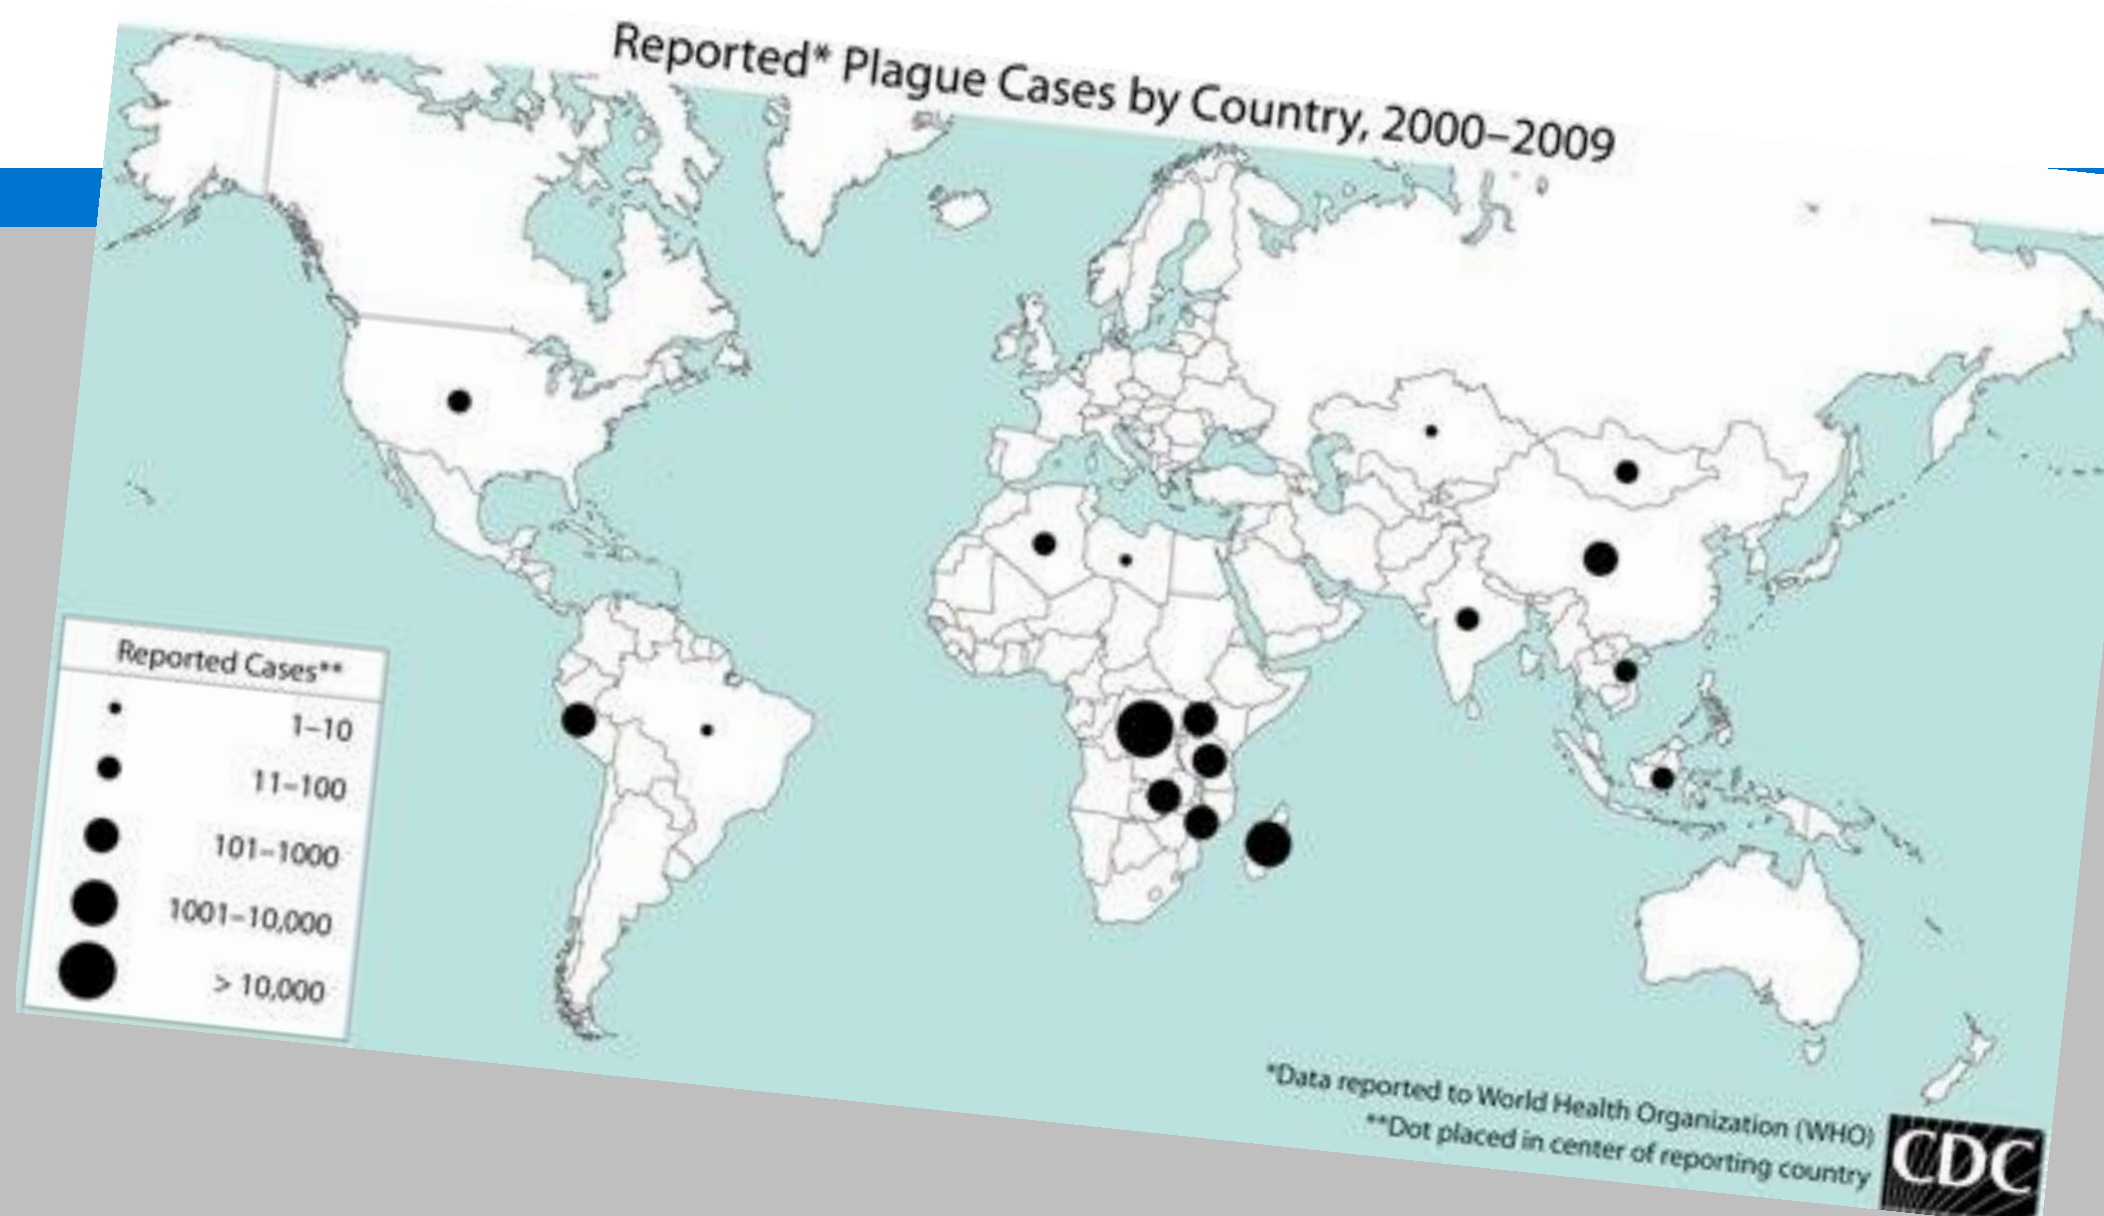 Reported* Plague Cases by Country, 2000–2009
Reported Cases**
1–10
11–100
101–1000
1001–10,000
> 10,000
*Data reported to World Health Organization (WHO)
**Dot placed in center of reporting country
CDC